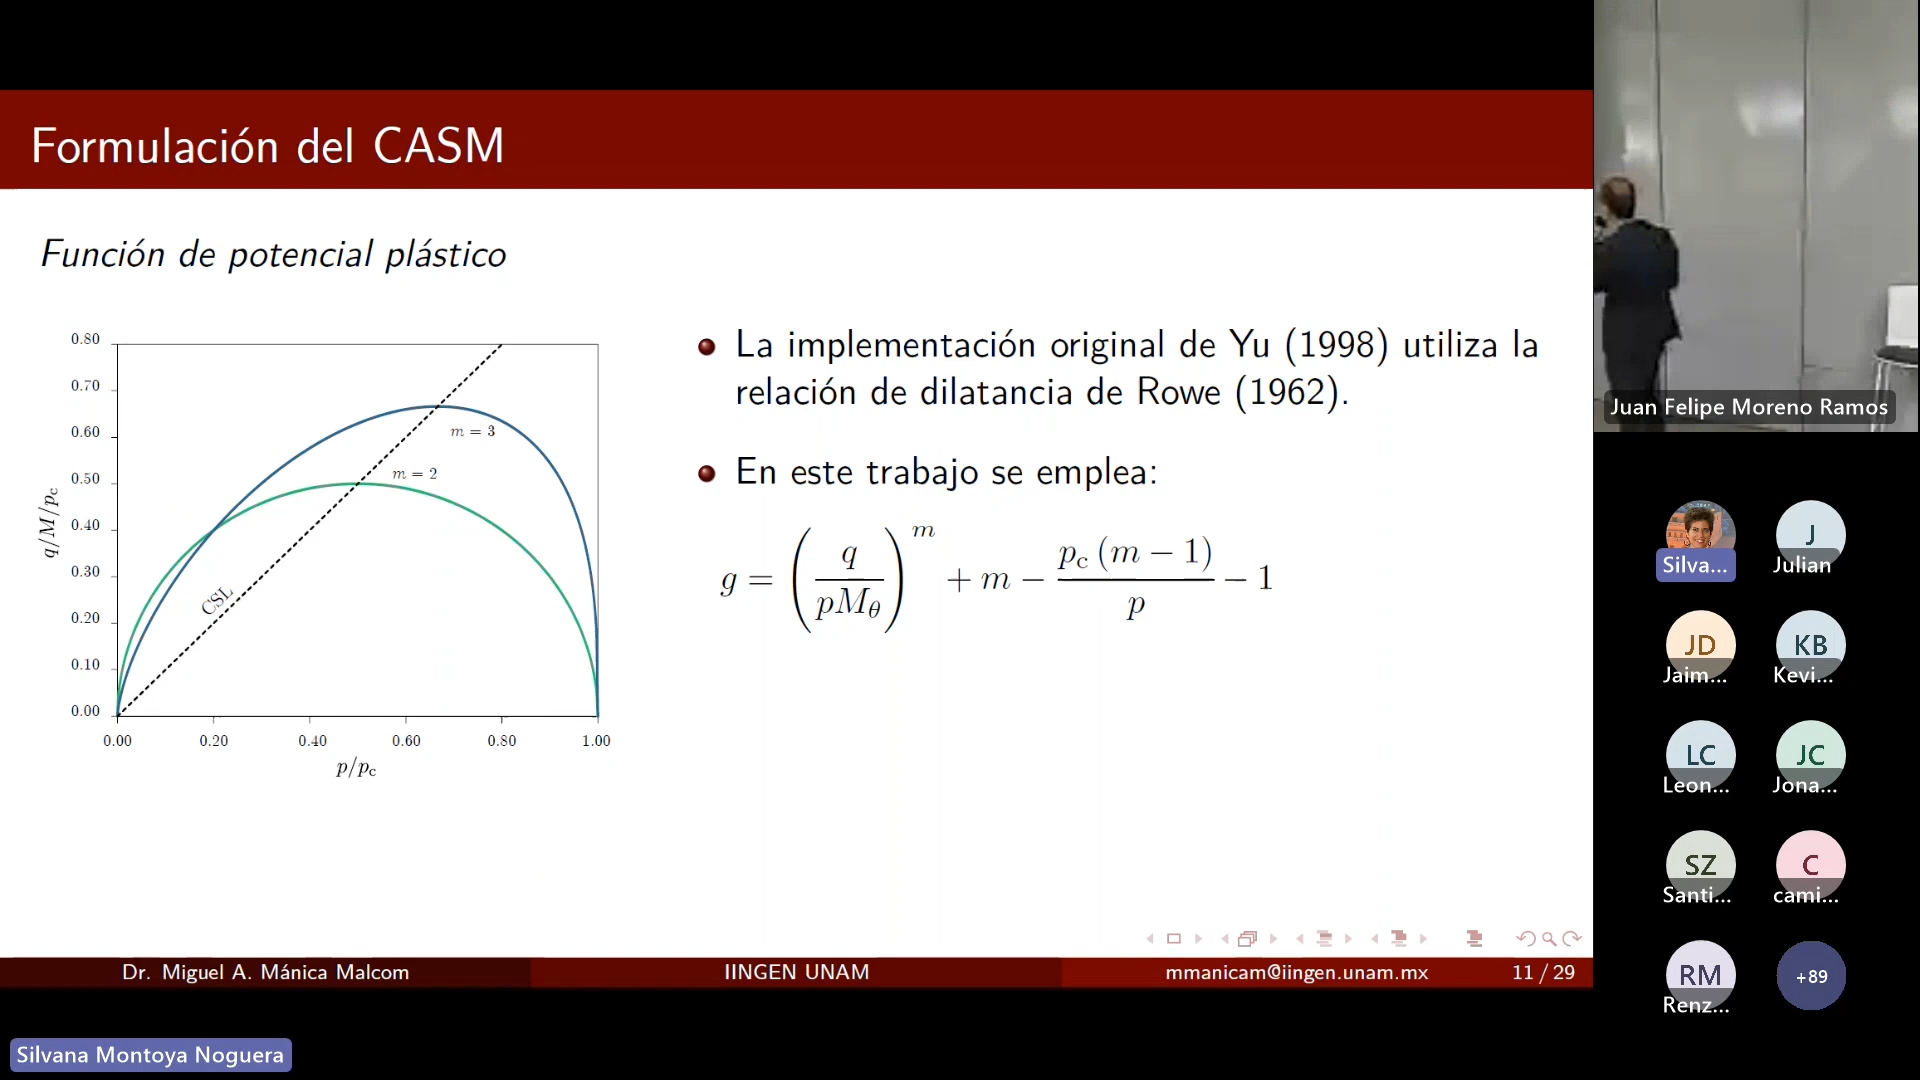 Formulación del CASM
Función de potencial plástico
0.80
0.70
0.60
0.50
0.40
0.30
0.20
0.10
0.00
q/M/pc
m = 3
m = 2
CSL
0.00 0.20 0.40 0.60 0.80 1.00
p/pc
La implementación original de Yu (1998) utiliza la
relación de dilatancia de Rowe (1962).
En este trabajo se emplea:
g = (q/(pM_θ))^m + m − p_c (m − 1)/p − 1
Dr. Miguel A. Mánica Malcom IINGEN UNAM mmanicam@iingen.unam.mx 11 / 29
Silvana Montoya Noguera
Juan Felipe Moreno Ramos
Silva...
J
Julian
JD
Jaim...
KB
Kevi...
LC
Leon...
JC
Jona...
SZ
Santi...
C
cami...
RM
Renz...
+89